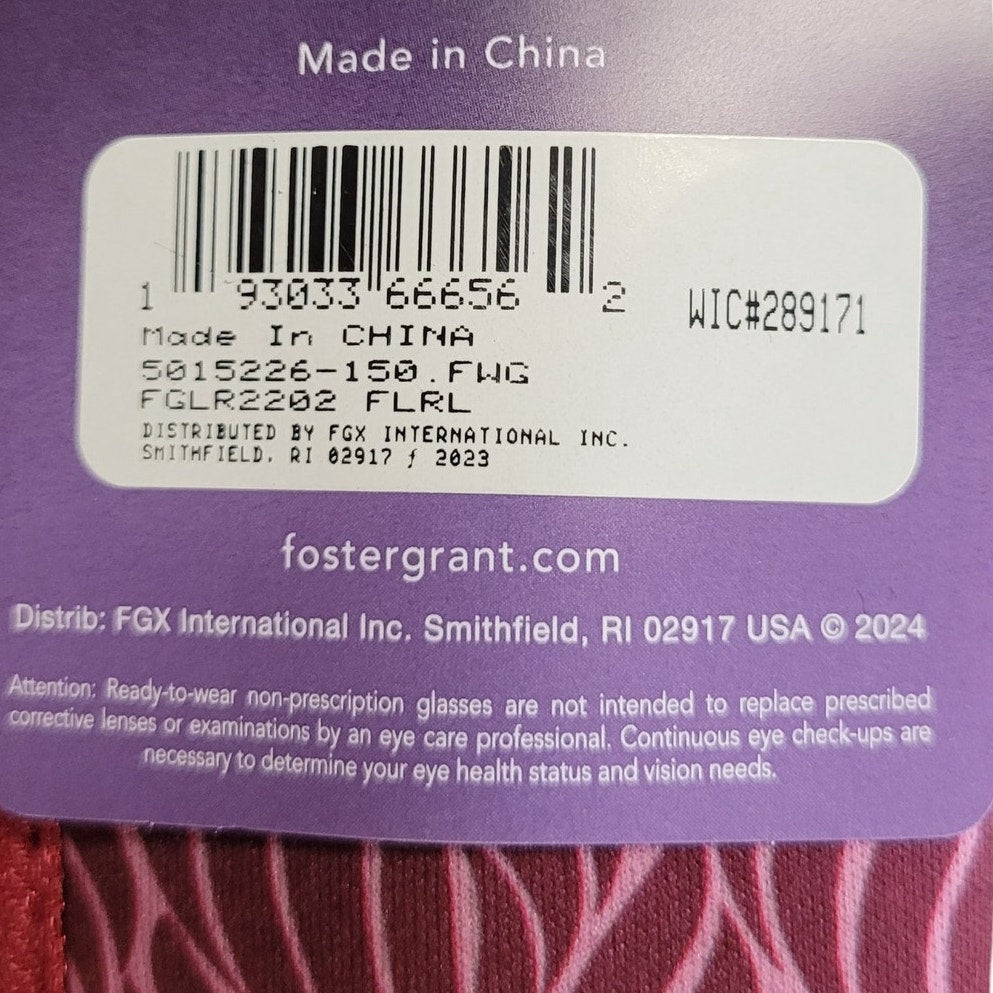 Made in China
1 93033 66656 2
WIC#289171
Made In CHINA
5015226-150.FWG
FGLR2202 FLRL
DISTRIBUTED BY FGX INTERNATIONAL INC.
SMITHFIELD, RI 02917 ƒ 2023
fostergrant.com
Distrib: FGX International Inc. Smithfield, RI 02917 USA © 2024
Attention: Ready-to-wear non-prescription glasses are not intended to replace prescribed
corrective lenses or examinations by an eye care professional. Continuous eye check-ups are
necessary to determine your eye health status and vision needs.